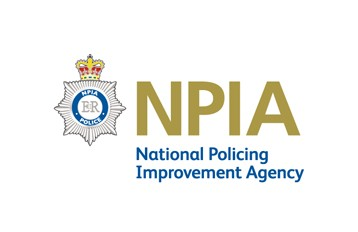 NPIA
ER
POLICE
NPIA
National Policing
Improvement Agency